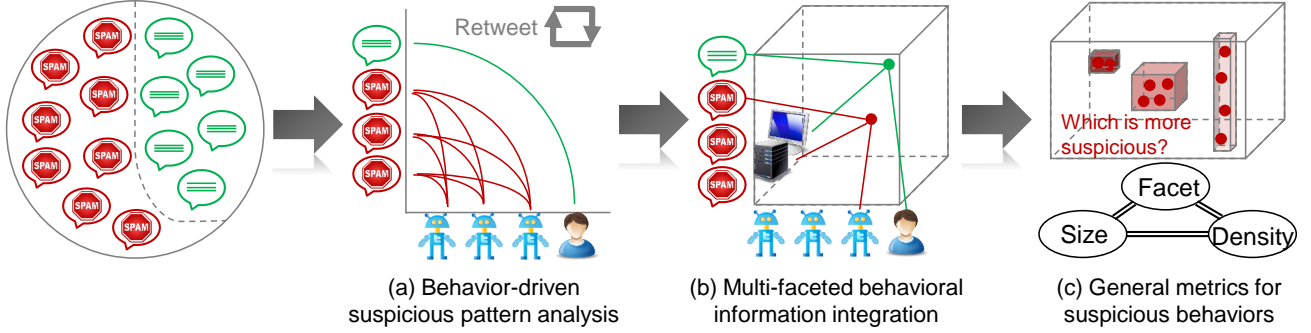 SPAM
SPAM
SPAM
SPAM
SPAM
SPAM
SPAM
SPAM
Retweet
SPAM
SPAM
SPAM
(a) Behavior-driven
suspicious pattern analysis
SPAM
SPAM
SPAM
(b) Multi-faceted behavioral
information integration
Which is more
suspicious?
Facet
Size
Density
(c) General metrics for
suspicious behaviors